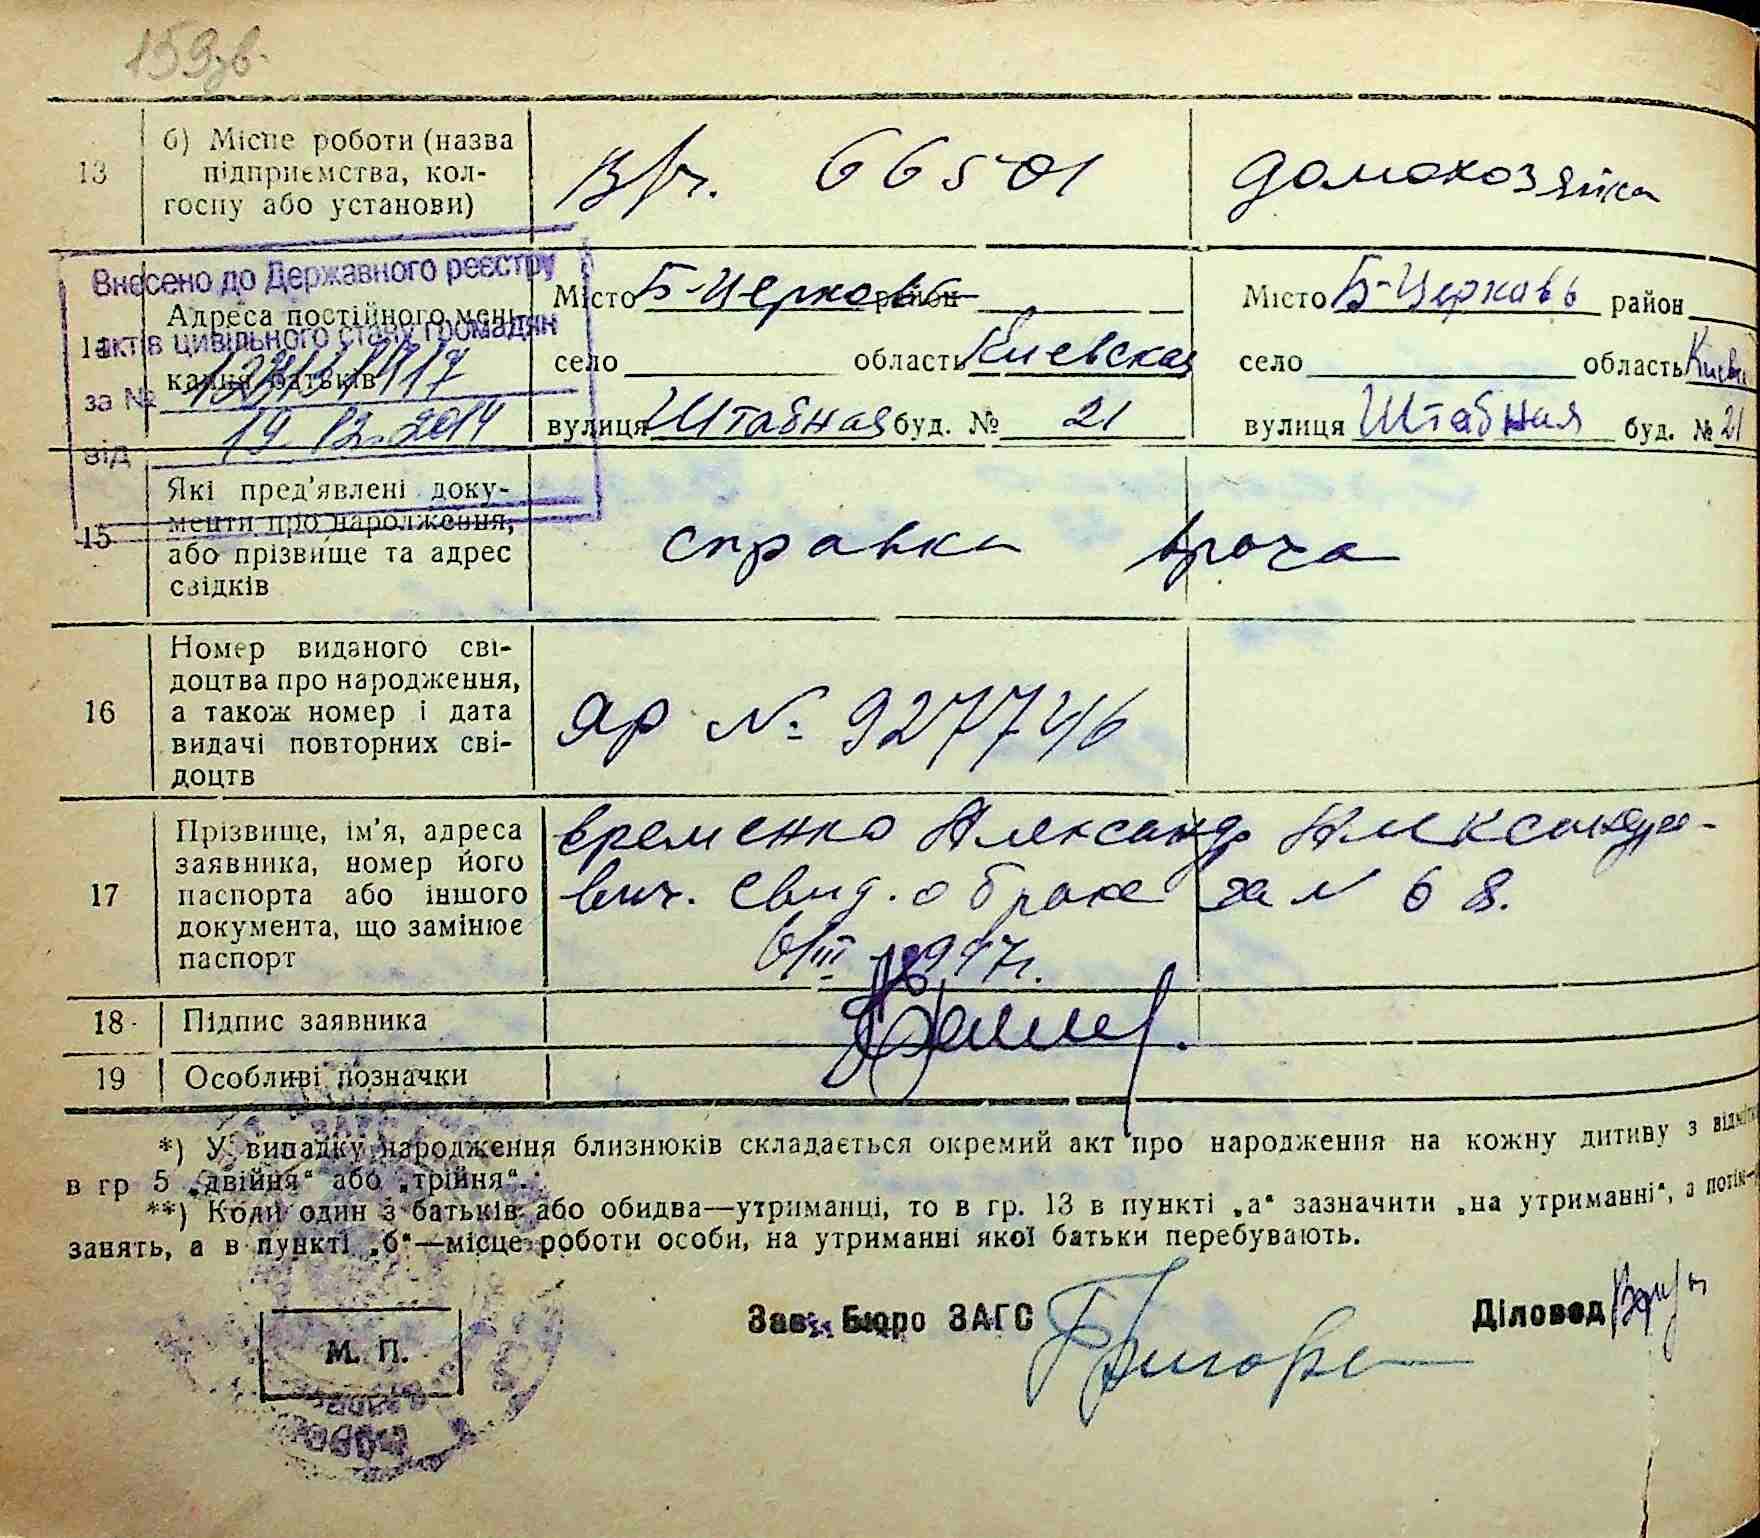 159зв.
13 б) Місце роботи (назва підприємства, колгоспу або установи) В/ч. 66501 домохозяйка
Внесено до Державного реєстру
актів цивільного стану громадян
за №
від 19.12.2014
Адреса постійного мешкання батьків
Місто Б-Церковь район Місто Б-Церковь район
село область Киевская село область Киевс
вулиця Штабная буд. № 21 вулиця Штабная буд. № 21
15 Які пред'явлені документи про народження, або прізвище та адрес свідків справка врача
16 Номер виданого свідоцтва про народження, а також номер і дата видачі повторних свідоцтв ЯР № 927746
17 Прізвище, ім'я, адреса заявника, номер його паспорта або іншого документа, що замінює паспорт
Еременко Александр Александро-
вич. Свид. о браке за № 68.
18 Підпис заявника
19 Особливі позначки
*) У випадку народження близнюків складається окремий акт про народження на кожну дитину з відміт
в гр 5 „двійня“ або „трійня“.
**) Коли один з батьків або обидва—утриманці, то в гр. 13 в пункті „а“ зазначити „на утриманні“, а потім
занять, а в пункті „б“—місце роботи особи, на утриманні якої батьки перебувають.
Зав. Бюро ЗАГС Діловод
М. П.